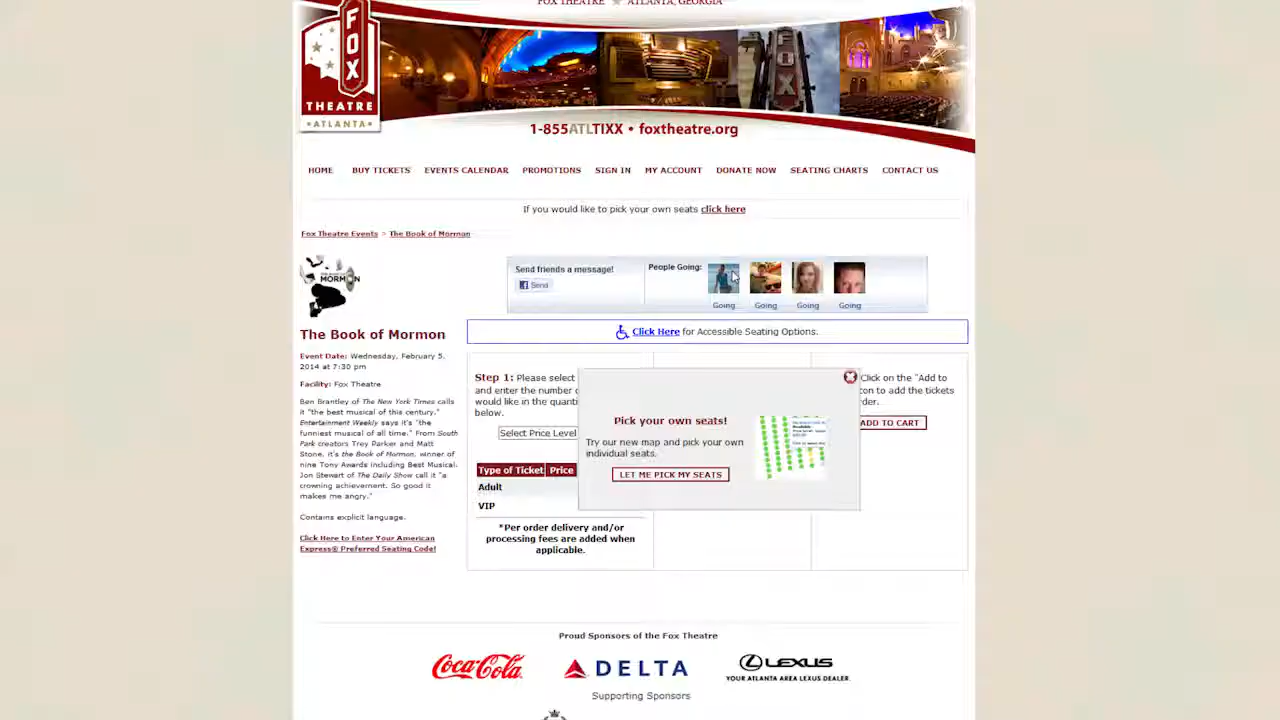 FOX THEATRE ATLANTA, GEORGIA
FOX
THEATRE
•ATLANTA•
FOX
1-855ATLTIXX • foxtheatre.org
HOME BUY TICKETS EVENTS CALENDAR PROMOTIONS SIGN IN MY ACCOUNT DONATE NOW SEATING CHARTS CONTACT US
If you would like to pick your own seats click here
Fox Theatre Events > The Book of Mormon
MORMON
Send friends a message!
Send
People Going:
Going Going Going Going
Click Here for Accessible Seating Options.
The Book of Mormon
Event Date: Wednesday, February 5,
2014 at 7:30 pm
Facility: Fox Theatre
Ben Brantley of The New York Times calls
it "the best musical of this century."
Entertainment Weekly says it's "the
funniest musical of all time." From South
Park creators Trey Parker and Matt
Stone, it's the Book of Mormon, winner of
nine Tony Awards including Best Musical.
Jon Stewart of The Daily Show call it "a
crowning achievement. So good it
makes me angry."
Contains explicit language.
Click Here to Enter Your American
Express® Preferred Seating Code!
Step 1: Please select
and enter the number
would like in the quanti
below.
Select Price Level
Type of Ticket Price
Adult
VIP
*Per order delivery and/or
processing fees are added when
applicable.
Pick your own seats!
Try our new map and pick your own
individual seats.
LET ME PICK MY SEATS
Click on the "Add to
on to add the tickets
rder.
ADD TO CART
Proud Sponsors of the Fox Theatre
Coca-Cola
DELTA
LEXUS
YOUR ATLANTA AREA LEXUS DEALER.
Supporting Sponsors